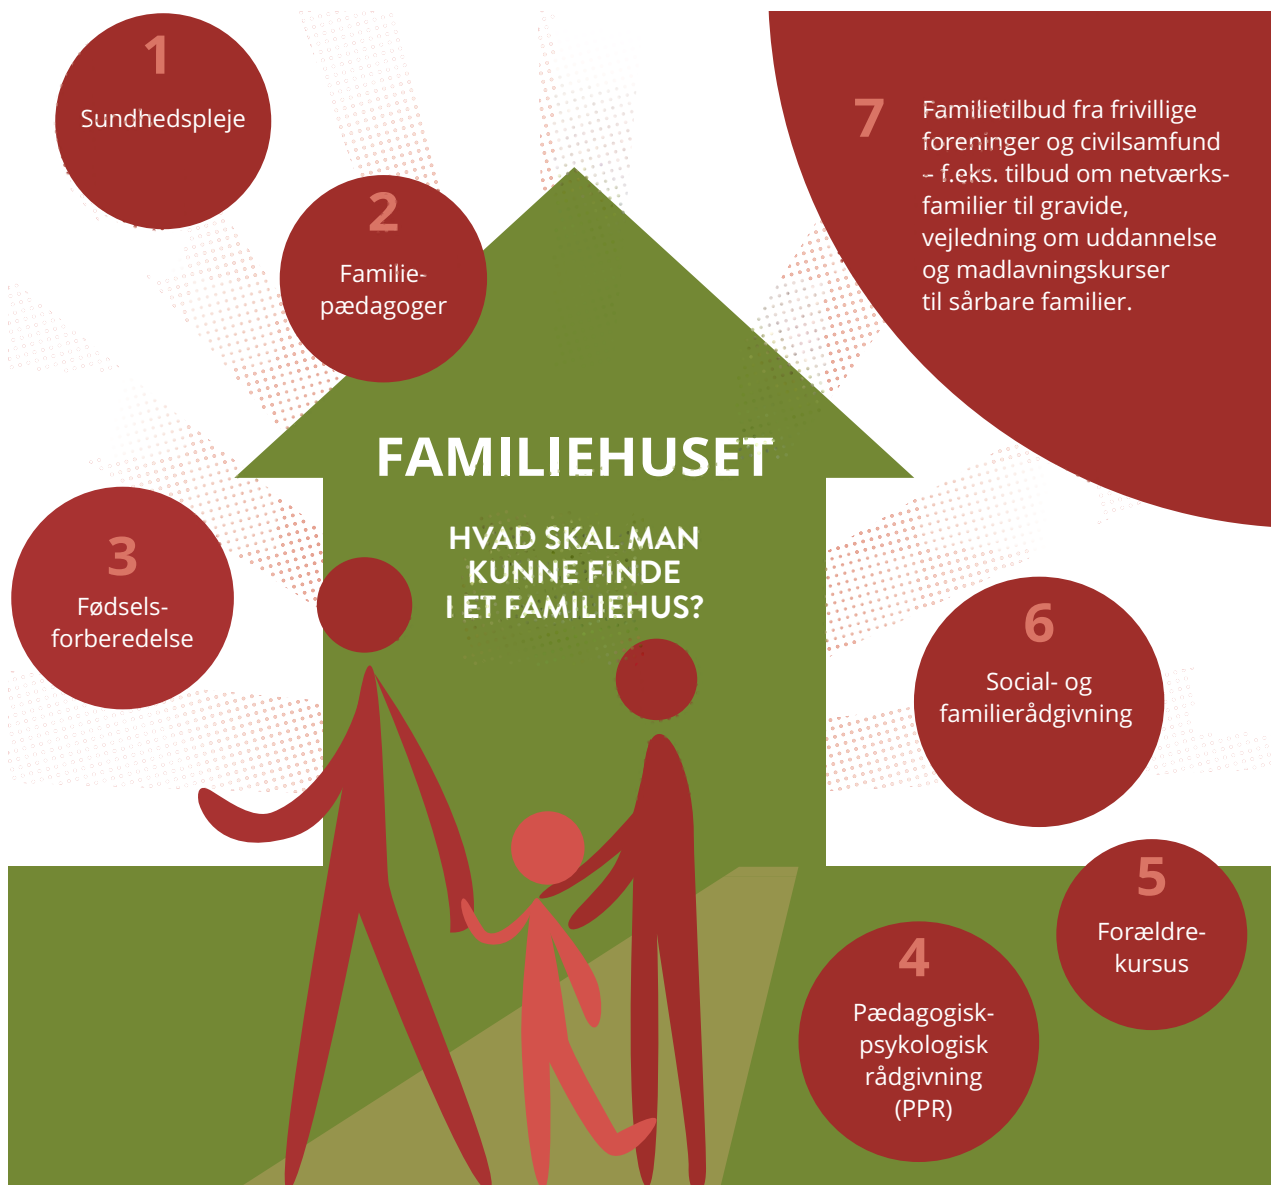 1
Sundhedspleje
2
Familie-
pædagoger
7
Familietilbud fra frivillige
foreninger og civilsamfund
– f.eks. tilbud om netværks-
familier til gravide,
vejledning om uddannelse
og madlavningskurser
til sårbare familier.
FAMILIEHUSET
HVAD SKAL MAN
KUNNE FINDE
I ET FAMILIEHUS?
3
Fødsels-
forberedelse
6
Social- og
familierådgivning
5
Forældre-
kursus
4
Pædagogisk-
psykologisk
rådgivning
(PPR)